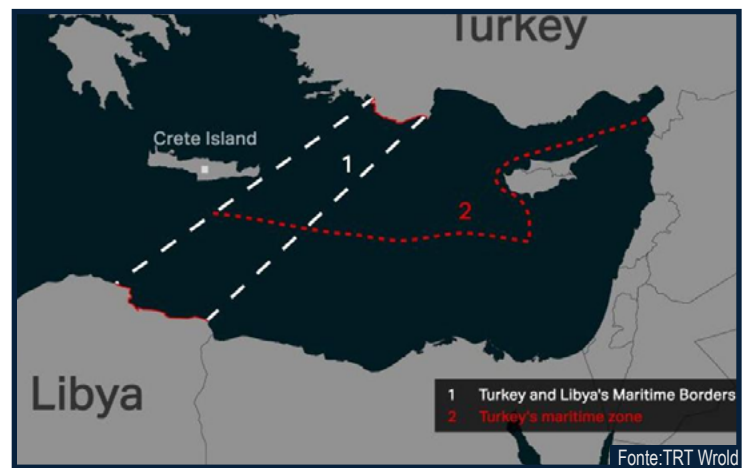 Turkey
Crete Island
1
2
Libya
1 Turkey and Libya's Maritime Borders
2 Turkey's maritime zone
Fonte:TRT Wrold